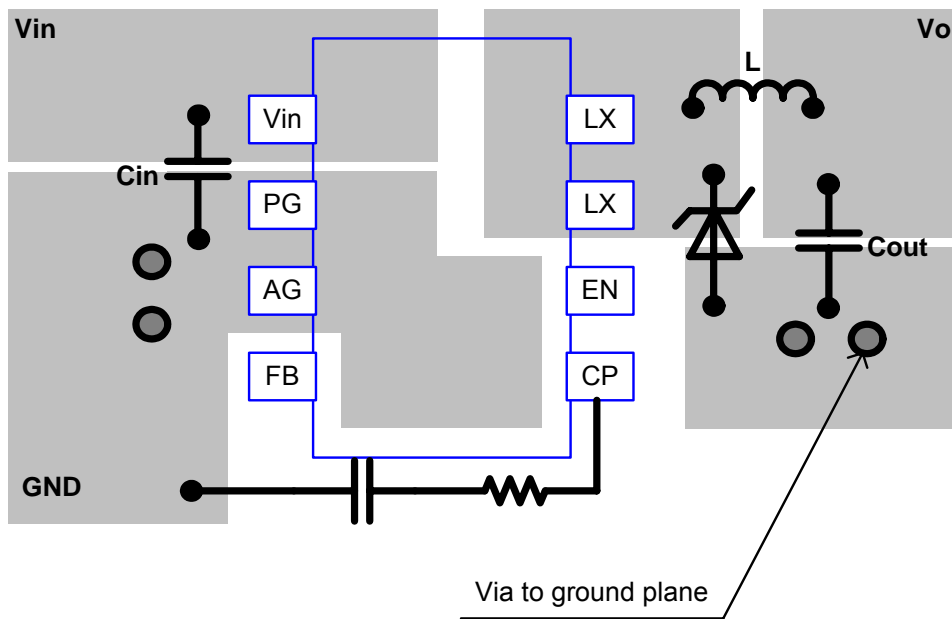 Vin
Vo
L
Vin
LX
Cin
PG
LX
Cout
AG
EN
FB
CP
GND
Via to ground plane